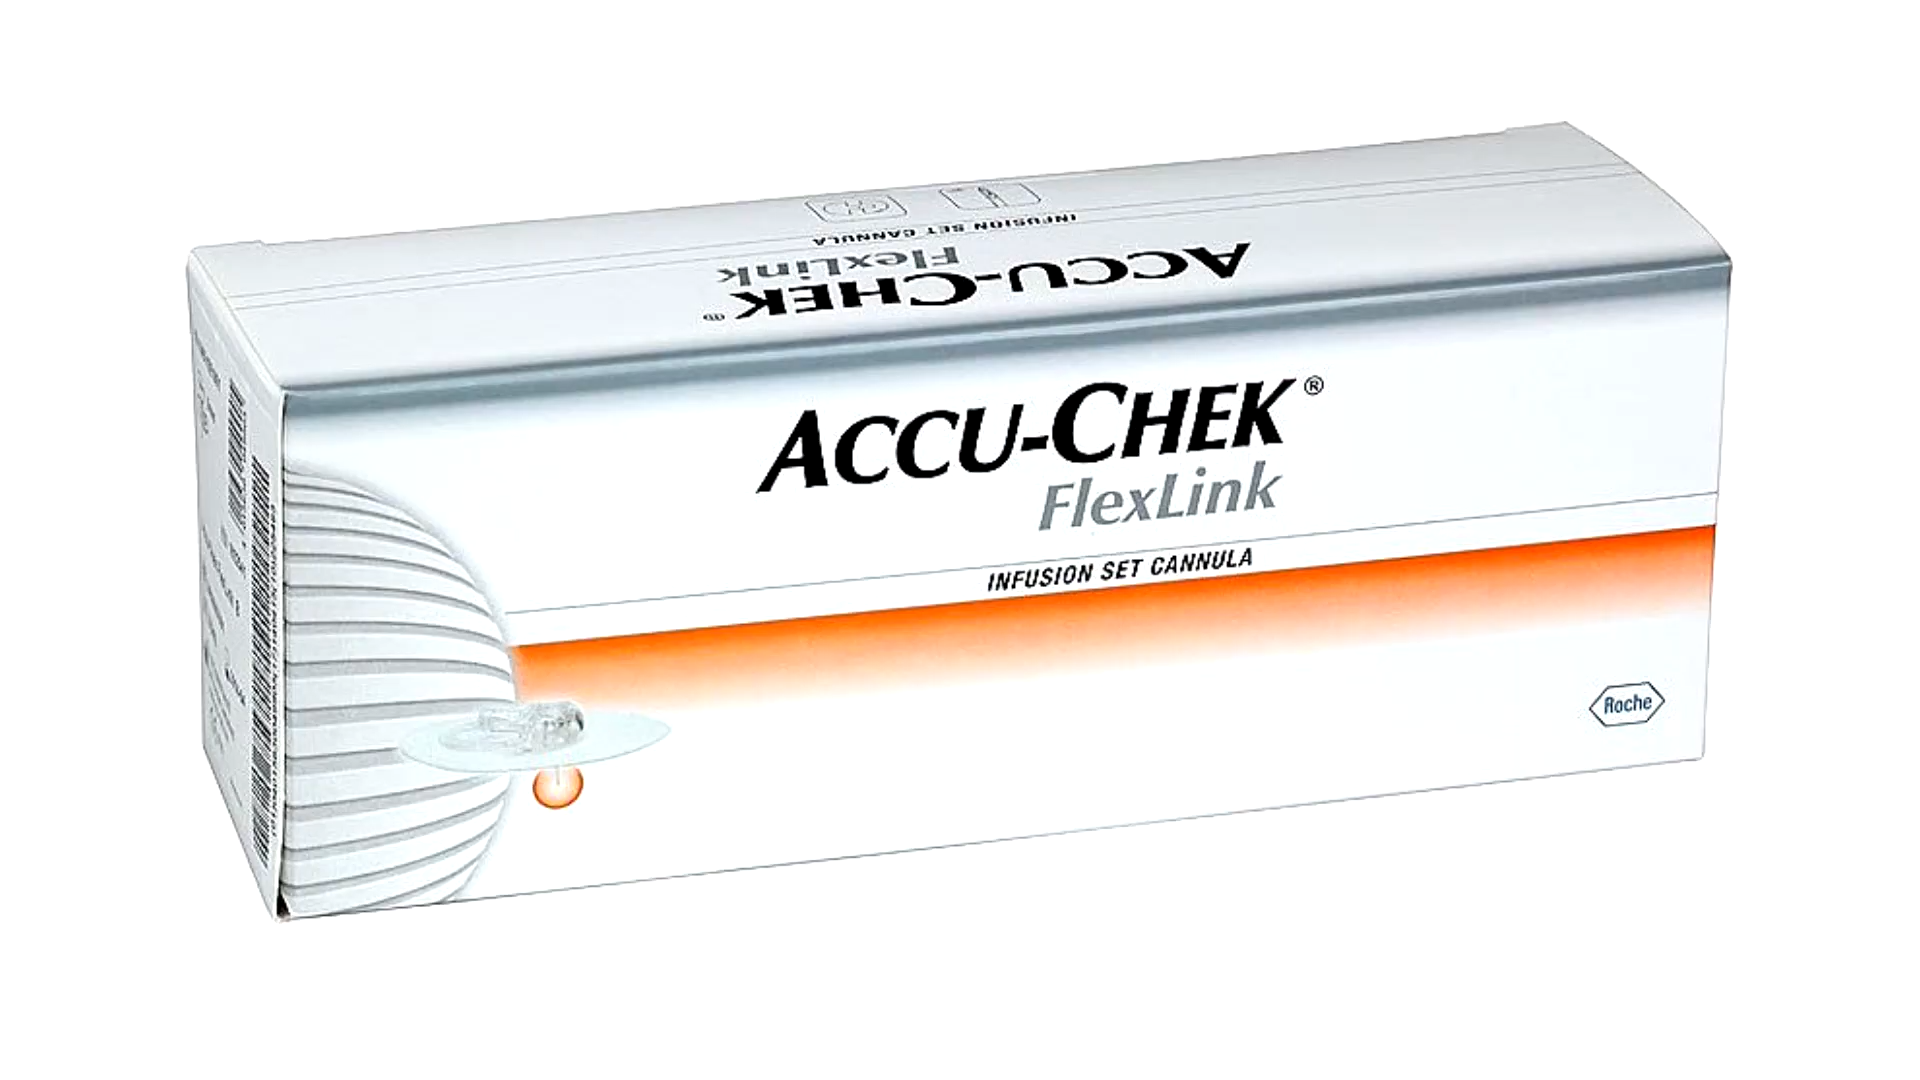 INFUSION SET CANNULA
FlexLink
ACCU-CHEK®
ACCU-CHEK®
FlexLink
INFUSION SET CANNULA
Roche